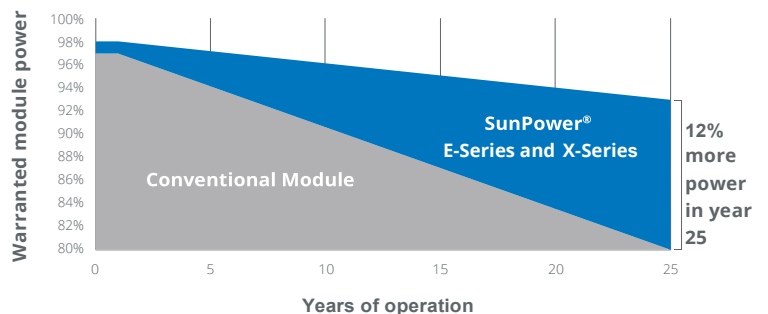 Warranted module power
100%
98%
96%
94%
92%
90%
88%
86%
84%
82%
80%
SunPower®
E-Series and X-Series
Conventional Module
12%
more
power
in year
25
0
5
10
15
20
25
Years of operation